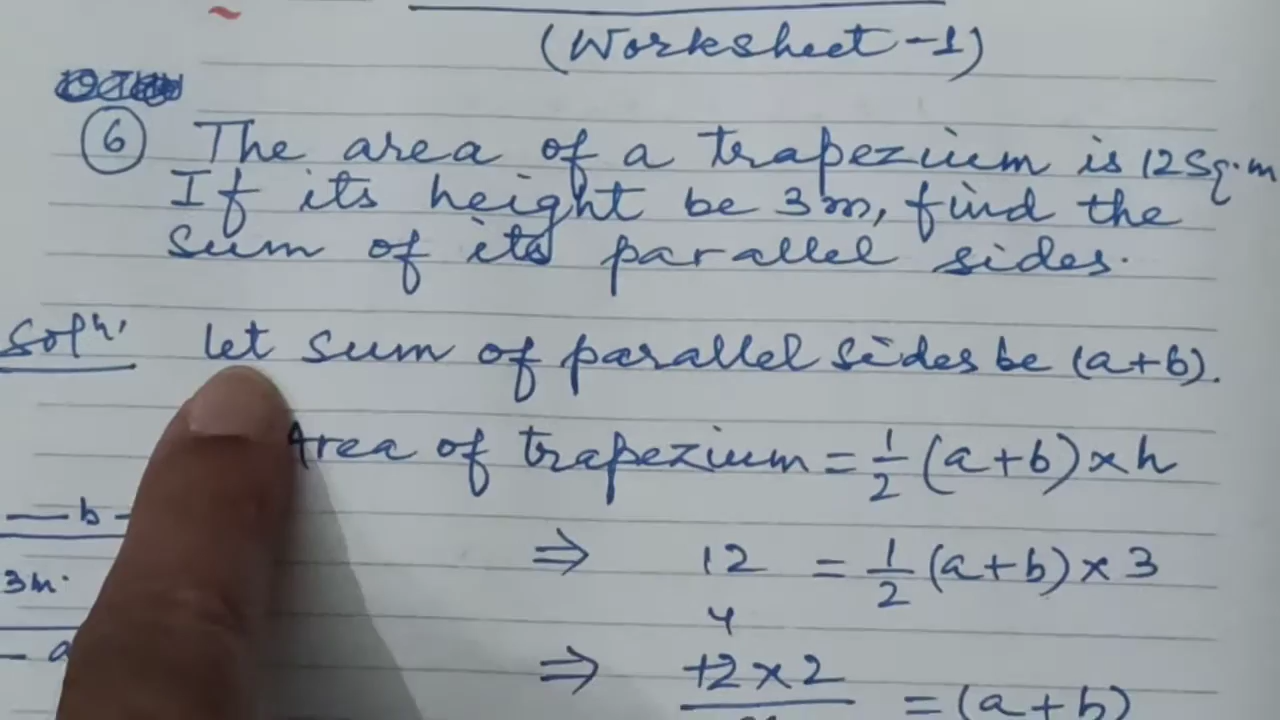 (Worksheet-1)
6 The area of a trapezium is 12 Sq.m
If its height be 3m, find the
sum of its parallel sides.
Soln. let sum of parallel sides be (a+b).
Area of trapezium = 1/2 (a+b) × h
b
⇒ 12 = 1/2 (a+b) × 3
3m.
4
a
⇒ 12 × 2 = (a+b)